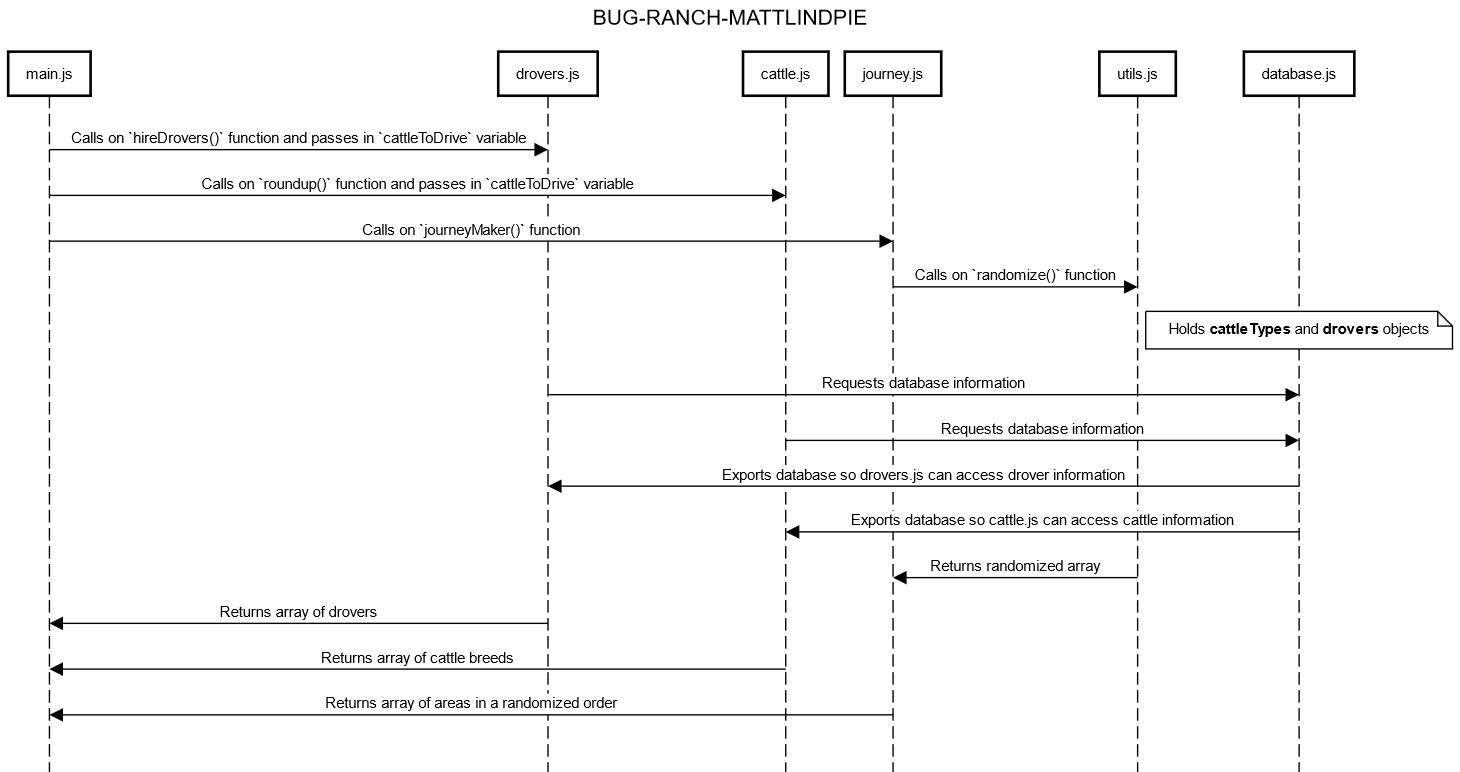 BUG-RANCH-MATTLINDPIE
main.js
drovers.js
cattle.js
journey.js
utils.js
database.js
Calls on `hireDrovers()` function and passes in `cattleToDrive` variable
Calls on `roundup()` function and passes in `cattleToDrive` variable
Calls on `journeyMaker()` function
Calls on `randomize()` function
Holds cattleTypes and drovers objects
Requests database information
Requests database information
Exports database so drovers.js can access drover information
Exports database so cattle.js can access cattle information
Returns randomized array
Returns array of drovers
Returns array of cattle breeds
Returns array of areas in a randomized order